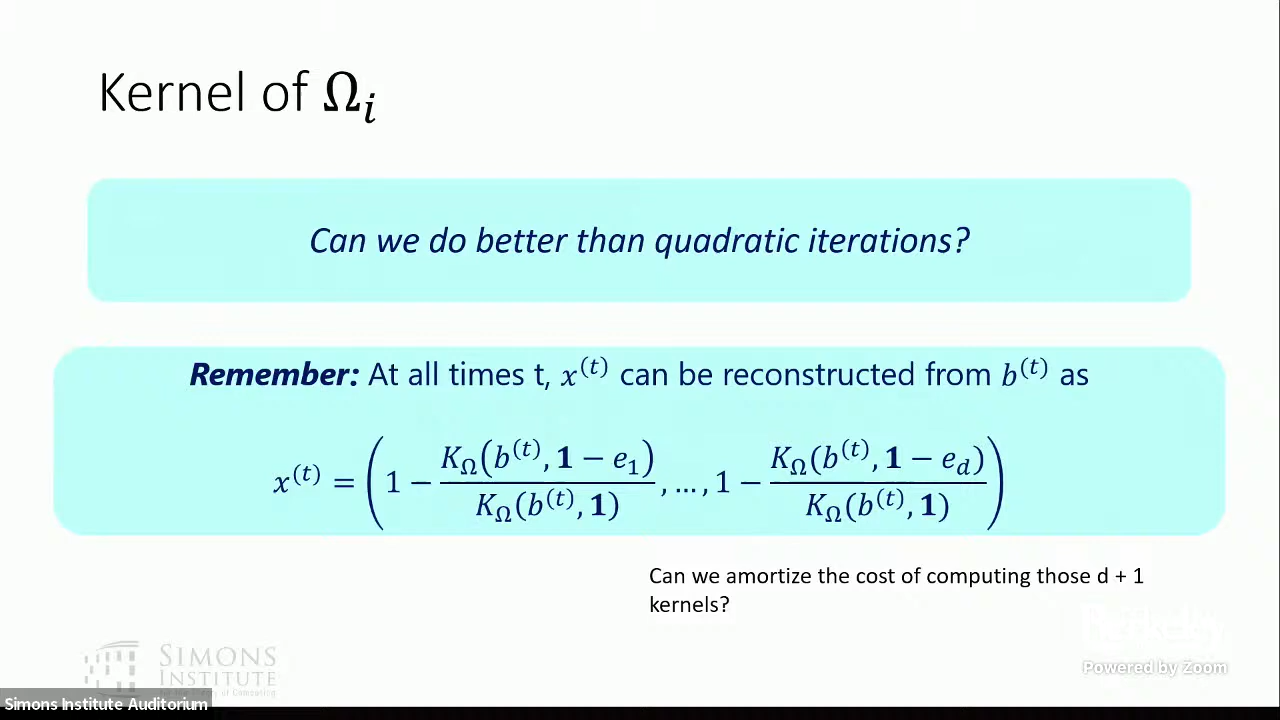 Kernel of Ωᵢ
Can we do better than quadratic iterations?
Remember: At all times t, x⁽ᵗ⁾ can be reconstructed from b⁽ᵗ⁾ as
x⁽ᵗ⁾ = (1 − K_Ω(b⁽ᵗ⁾, 𝟏 − e₁) / K_Ω(b⁽ᵗ⁾, 𝟏) , … , 1 − K_Ω(b⁽ᵗ⁾, 𝟏 − e_d) / K_Ω(b⁽ᵗ⁾, 𝟏))
Can we amortize the cost of computing those d + 1
kernels?
SIMONS
INSTITUTE
Powered by Zoom
Simons Institute Auditorium